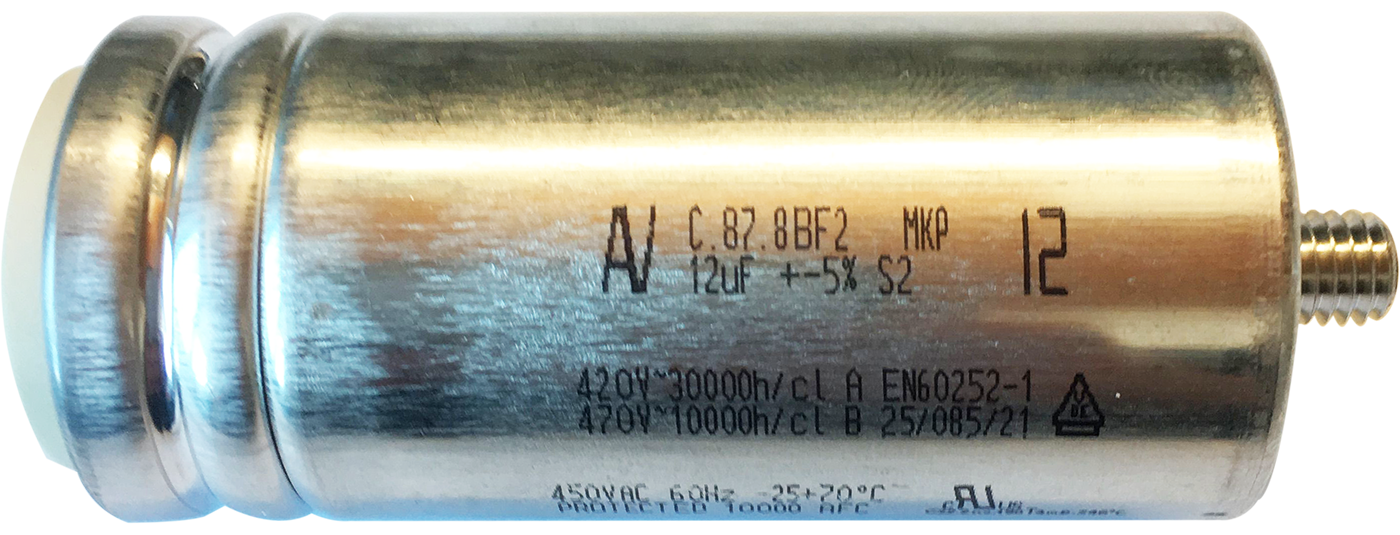 AV C.87.8BF2 MKP 12
12uF +-5% S2
420V~30000h/cl A EN60252-1
470V~10000h/cl B 25/085/21
450VAC 60Hz -25+70°C
PROTECTED 10000 AFC